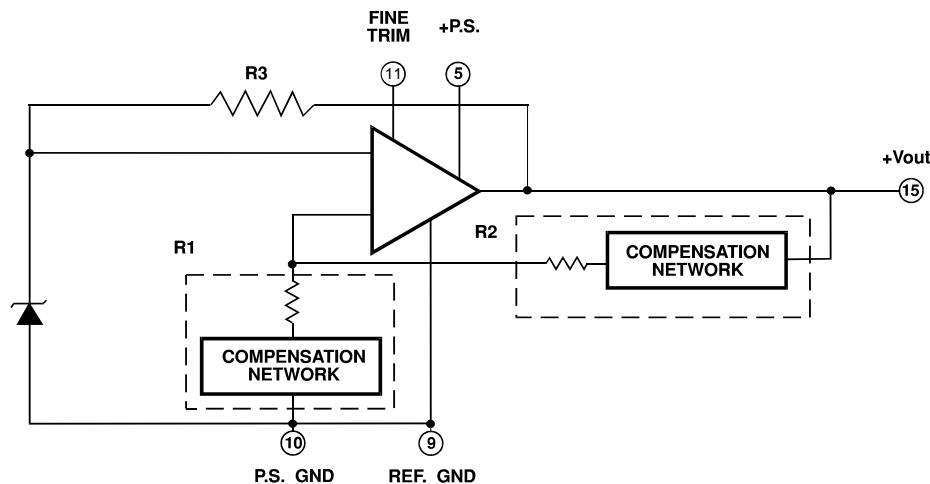 FINE
TRIM
+P.S.
11
5
R3
+Vout
15
R1
R2
COMPENSATION
NETWORK
COMPENSATION
NETWORK
10
9
P.S. GND
REF. GND